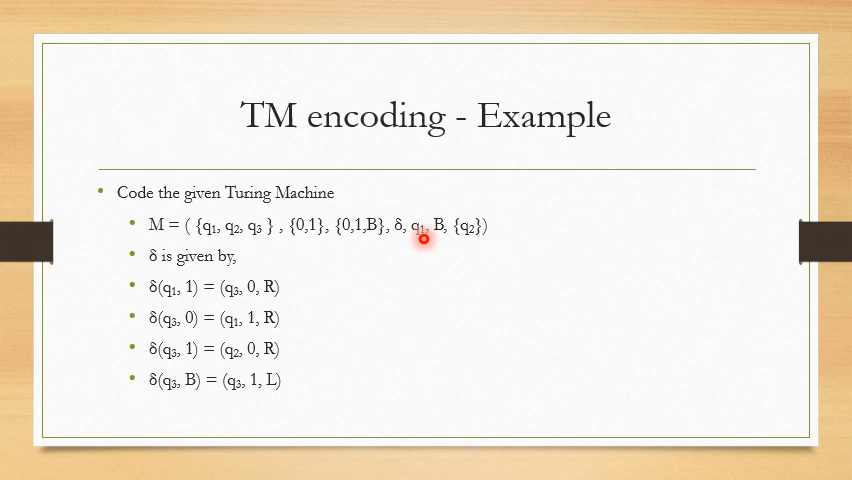 TM encoding - Example
• Code the given Turing Machine
• M = ( {q₁, q₂, q₃ } , {0,1}, {0,1,B}, δ, q₁, B, {q₂})
• δ is given by,
• δ(q₁, 1) = (q₃, 0, R)
• δ(q₃, 0) = (q₁, 1, R)
• δ(q₃, 1) = (q₂, 0, R)
• δ(q₃, B) = (q₃, 1, L)